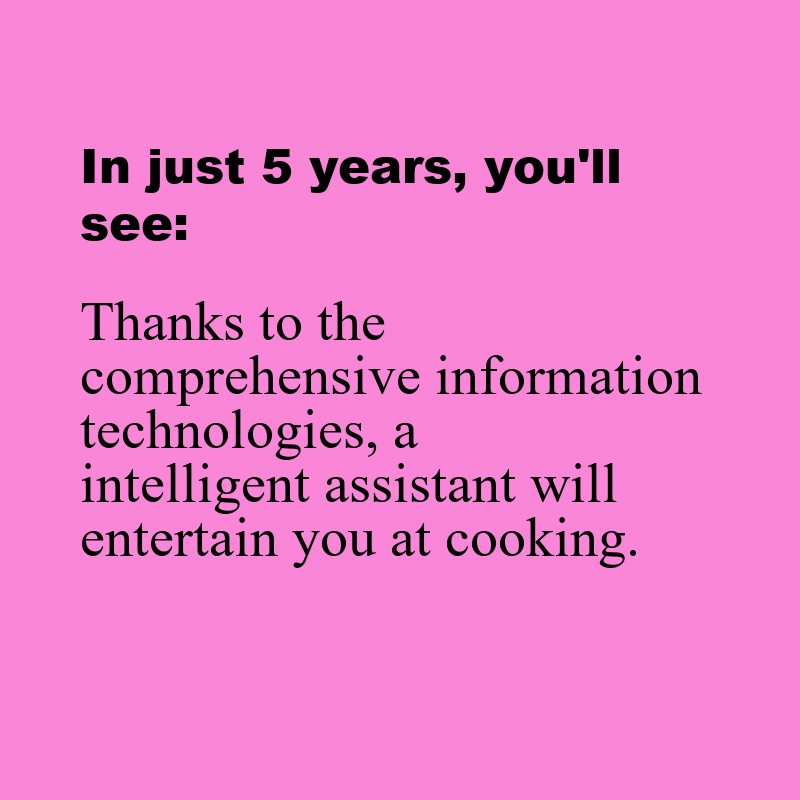 In just 5 years, you'll
see:
Thanks to the
comprehensive information
technologies, a
intelligent assistant will
entertain you at cooking.